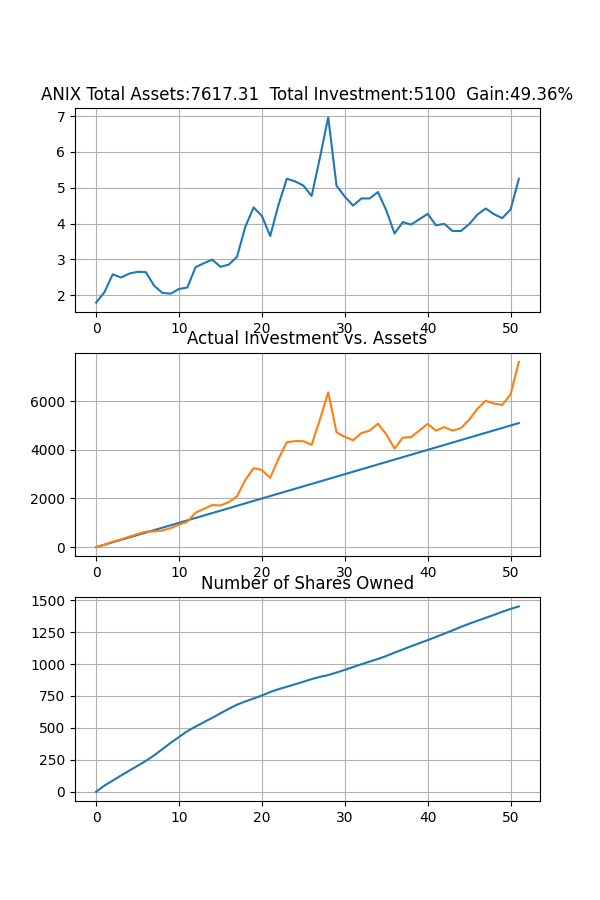 ANIX Total Assets:7617.31  Total Investment:5100  Gain:49.36%
7
6
5
4
3
2
0 10 20 30 40 50
Actual Investment vs. Assets
6000
4000
2000
0
0 10 20 30 40 50
Number of Shares Owned
1500
1250
1000
750
500
250
0
0 10 20 30 40 50